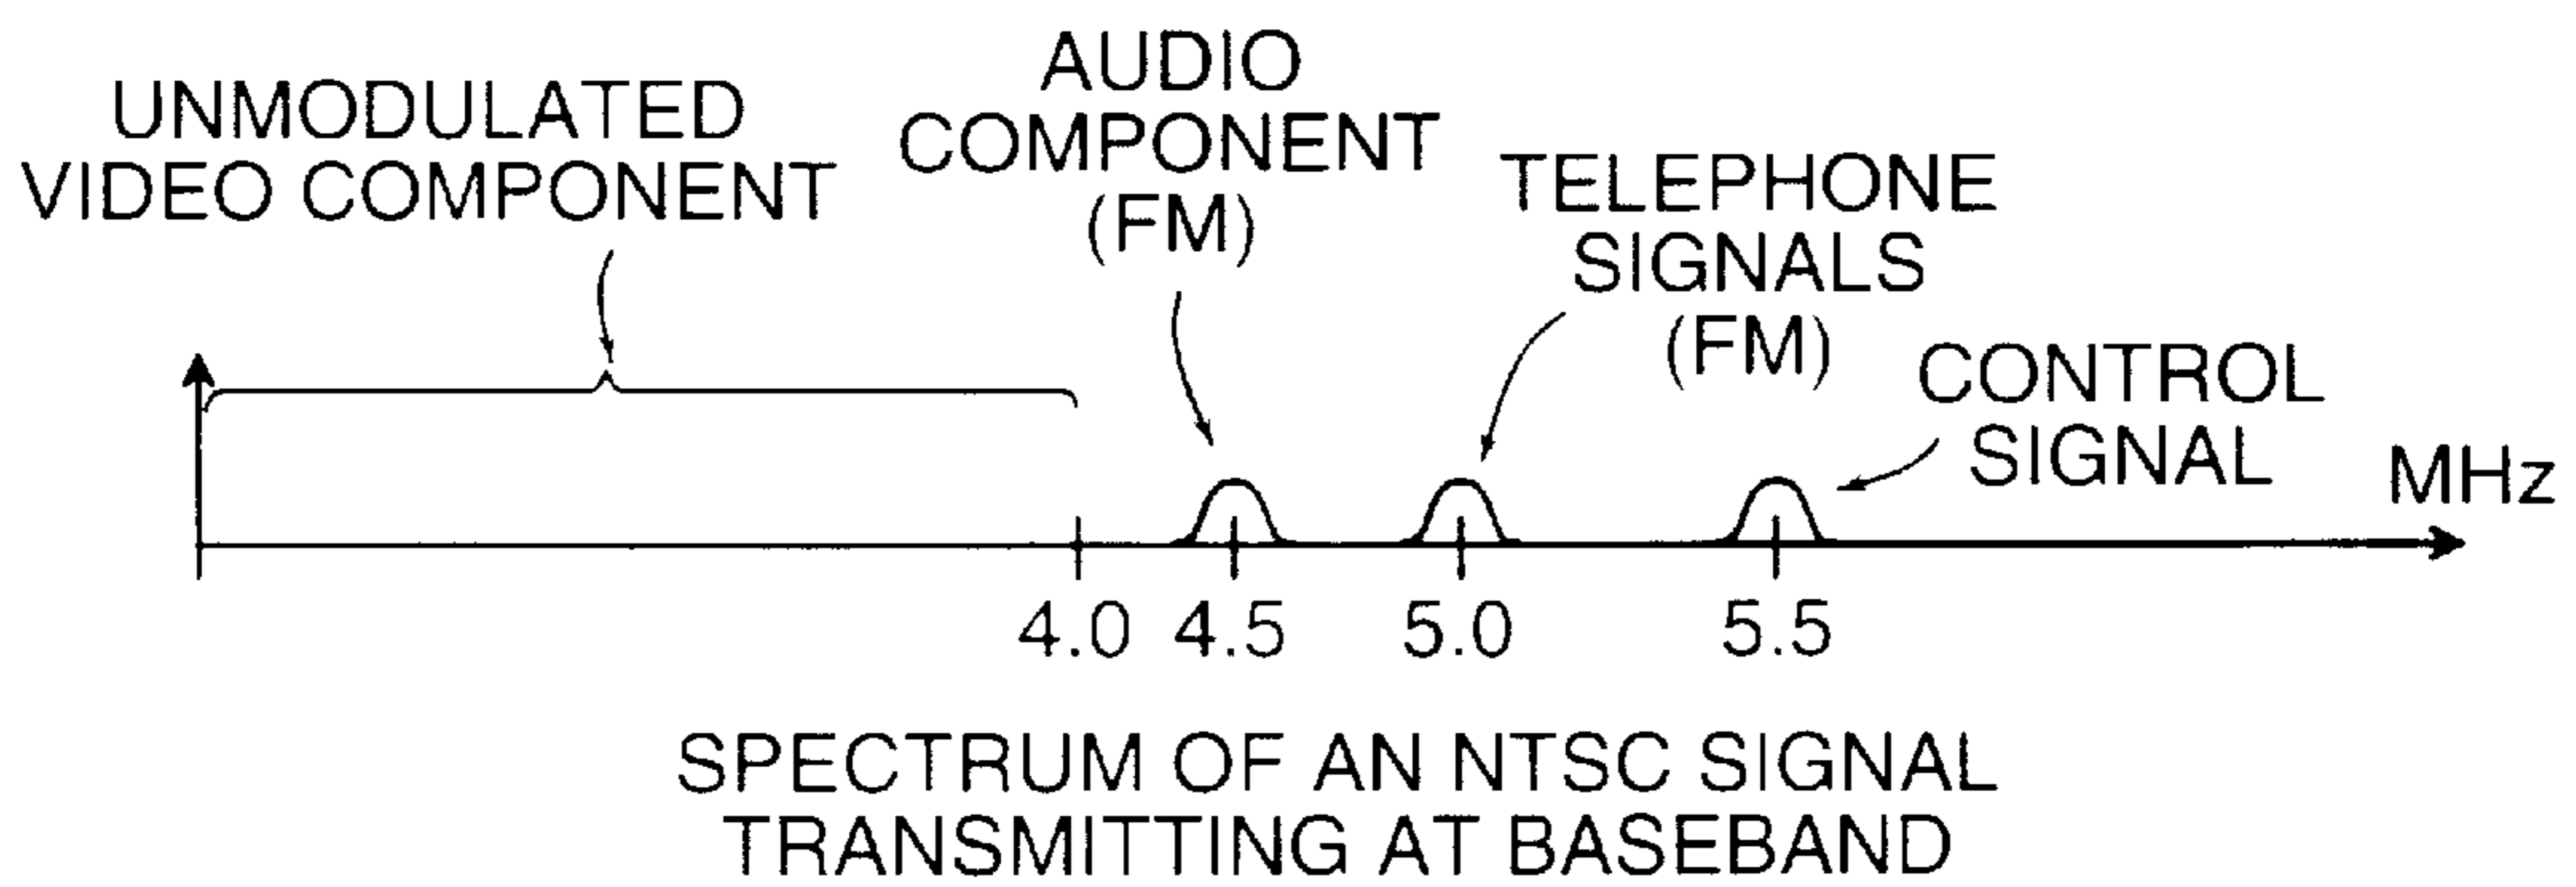 UNMODULATED
VIDEO COMPONENT
AUDIO
COMPONENT
(FM)
TELEPHONE
SIGNALS
(FM)
CONTROL
SIGNAL
MHz
4.0 4.5 5.0 5.5
SPECTRUM OF AN NTSC SIGNAL
TRANSMITTING AT BASEBAND